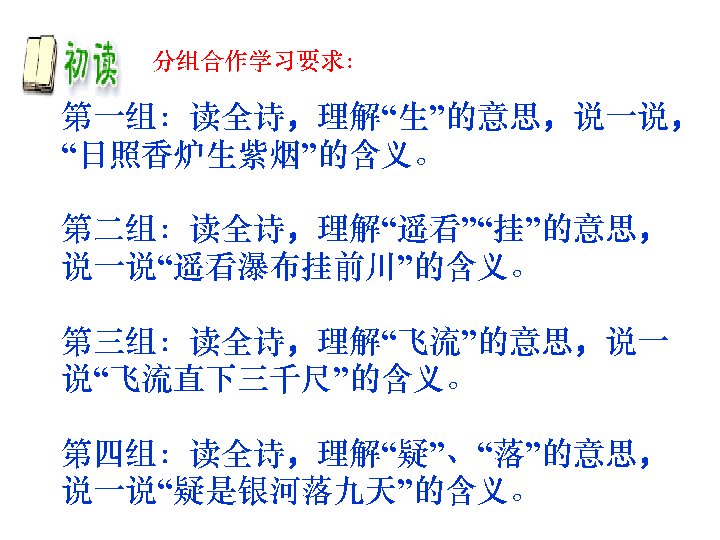 初读
分组合作学习要求：
第一组：读全诗，理解“生”的意思，说一说，
“日照香炉生紫烟”的含义。
第二组：读全诗，理解“遥看”“挂”的意思，
说一说“遥看瀑布挂前川”的含义。
第三组：读全诗，理解“飞流”的意思，说一
说“飞流直下三千尺”的含义。
第四组：读全诗，理解“疑”、“落”的意思，
说一说“疑是银河落九天”的含义。